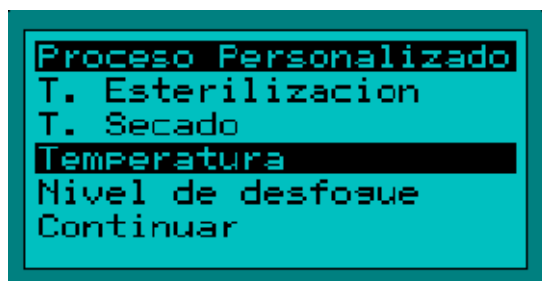 Proceso Personalizado
T. Esterilizacion
T. Secado
Temperatura
Nivel de desfogue
Continuar